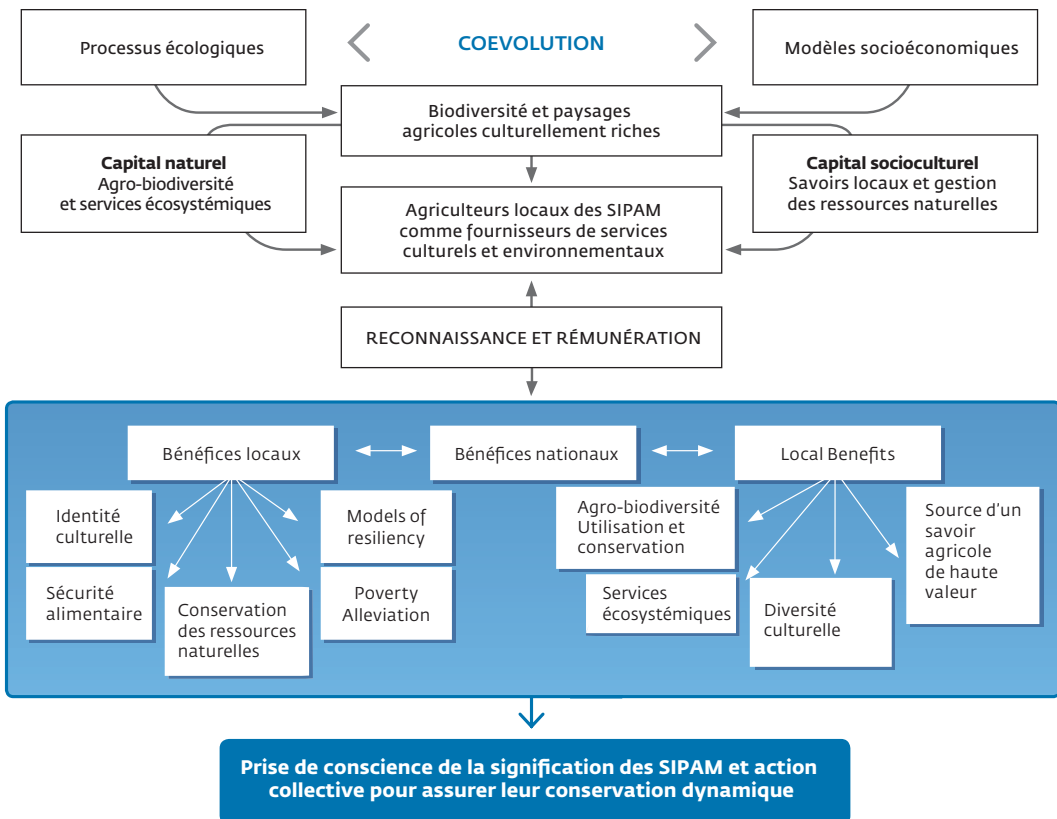 Processus écologiques
COEVOLUTION
Modèles socioéconomiques
Biodiversité et paysages
agricoles culturellement riches
Capital naturel
Agro-biodiversité
et services écosystémiques
Capital socioculturel
Savoirs locaux et gestion
des ressources naturelles
Agriculteurs locaux des SIPAM
comme fournisseurs de services
culturels et environnementaux
RECONNAISSANCE ET RÉMUNÉRATION
Bénéfices locaux
Bénéfices nationaux
Local Benefits
Identité
culturelle
Models of
resiliency
Agro-biodiversité
Utilisation et
conservation
Source d'un
savoir
agricole
de haute
valeur
Sécurité
alimentaire
Conservation
des ressources
naturelles
Poverty
Alleviation
Services
écosystémiques
Diversité
culturelle
Prise de conscience de la signification des SIPAM et action
collective pour assurer leur conservation dynamique